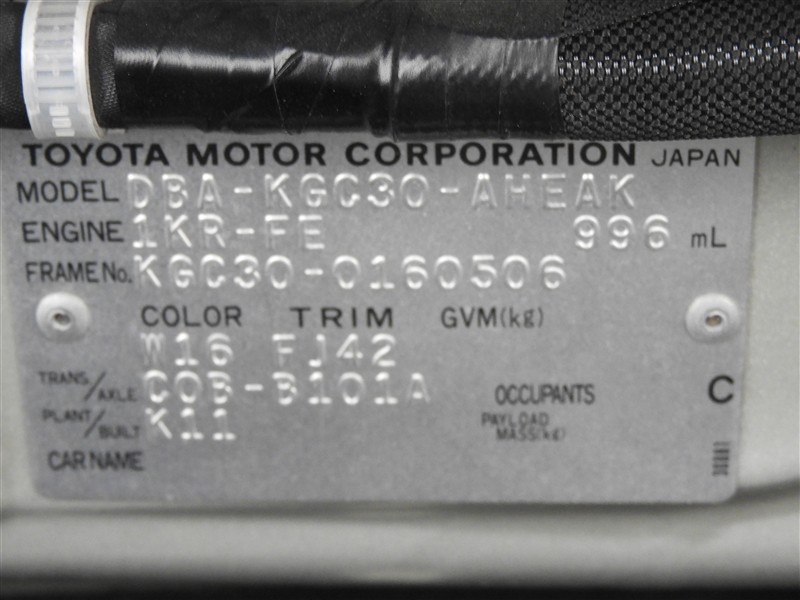 TOYOTA MOTOR CORPORATION JAPAN
MODEL DBA-KGC30-AHEAK
ENGINE 1KR-FE 996 mL
FRAME No. KGC30-0160506
COLOR TRIM GVM(kg)
W16 FJ42
TRANS/AXLE C0B-B101A OCCUPANTS C
PLANT/BUILT K11 PAYLOAD MASS(kg)
CAR NAME